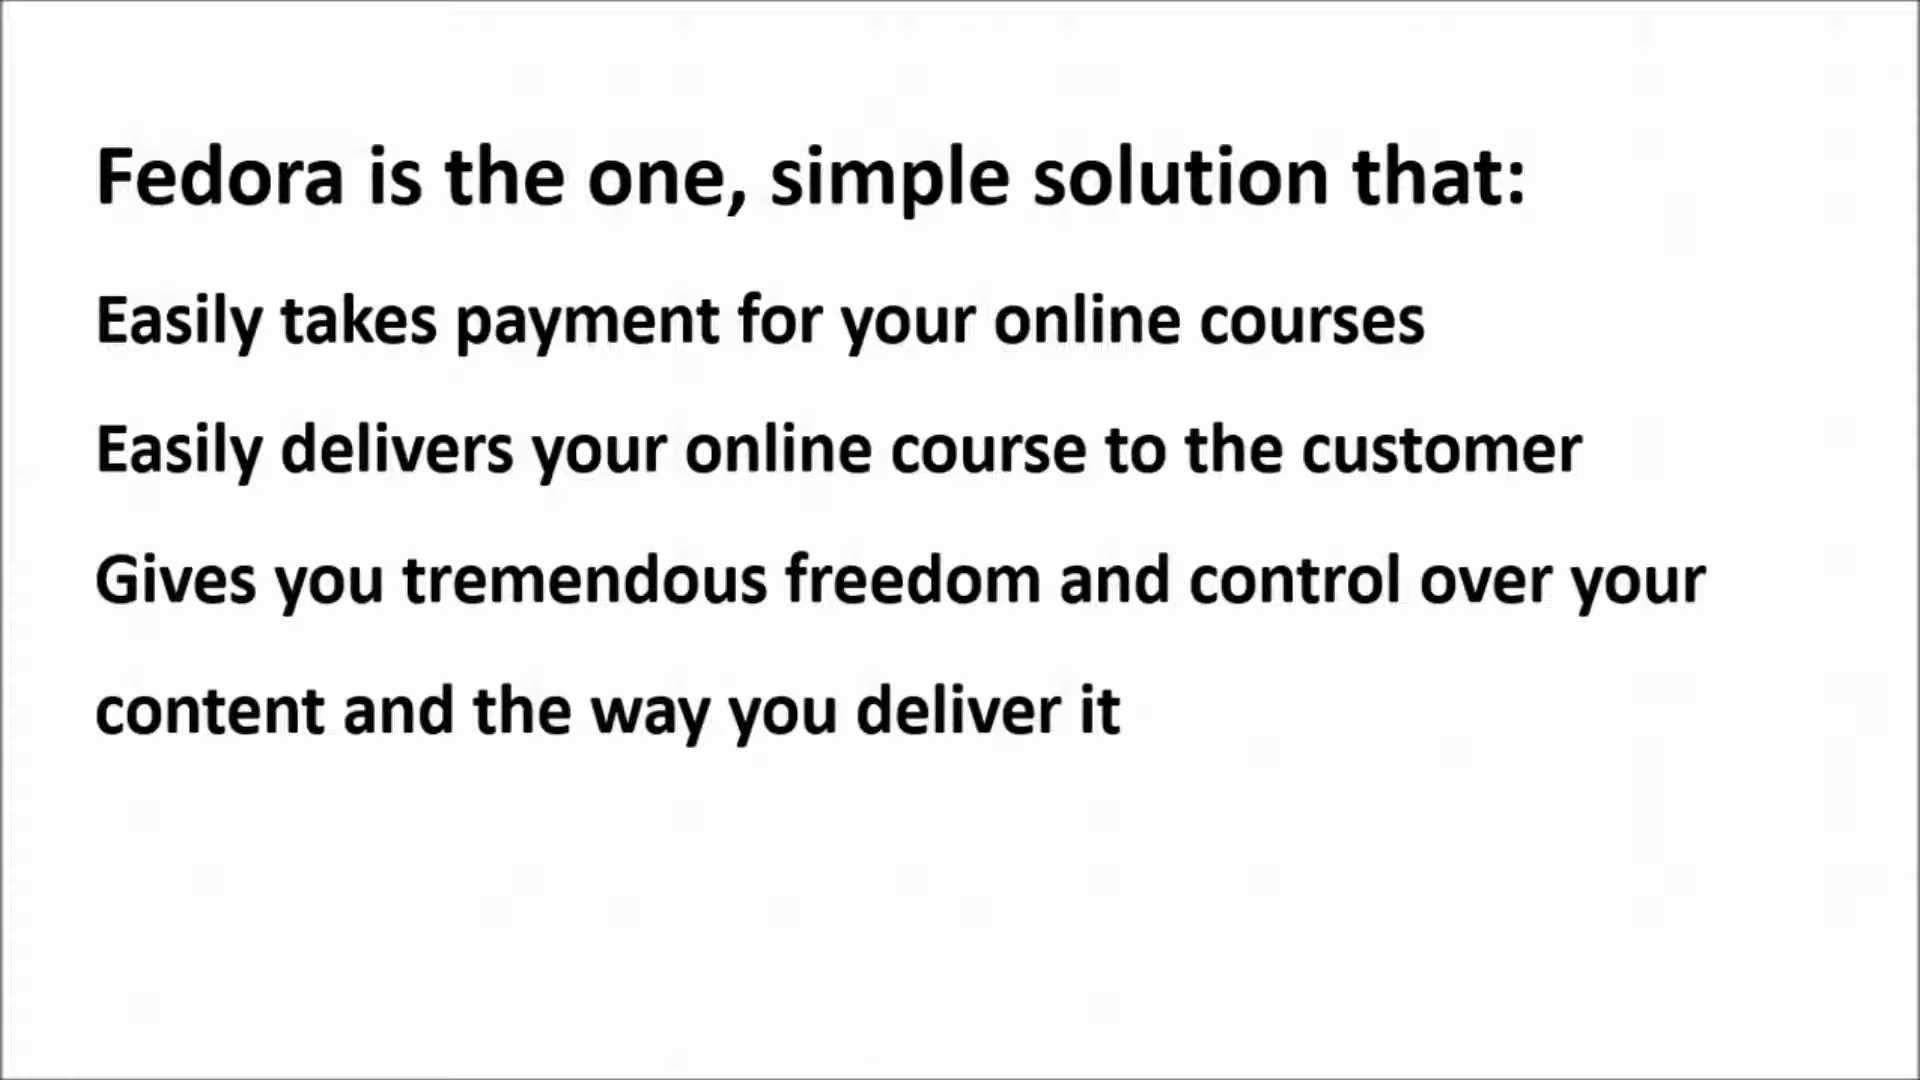 Fedora is the one, simple solution that:
Easily takes payment for your online courses
Easily delivers your online course to the customer
Gives you tremendous freedom and control over your
content and the way you deliver it